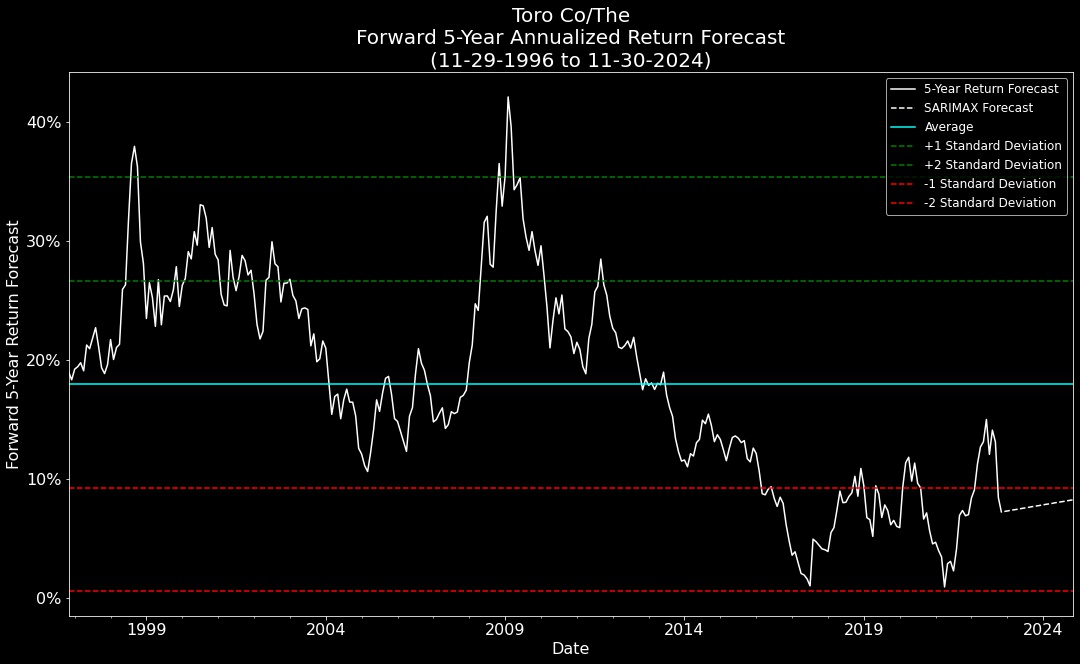 Toro Co/The
Forward 5-Year Annualized Return Forecast
(11-29-1996 to 11-30-2024)
5-Year Return Forecast
SARIMAX Forecast
Average
+1 Standard Deviation
+2 Standard Deviation
-1 Standard Deviation
-2 Standard Deviation
Forward 5-Year Return Forecast
40%
30%
20%
10%
0%
1999
2004
2009
2014
2019
2024
Date